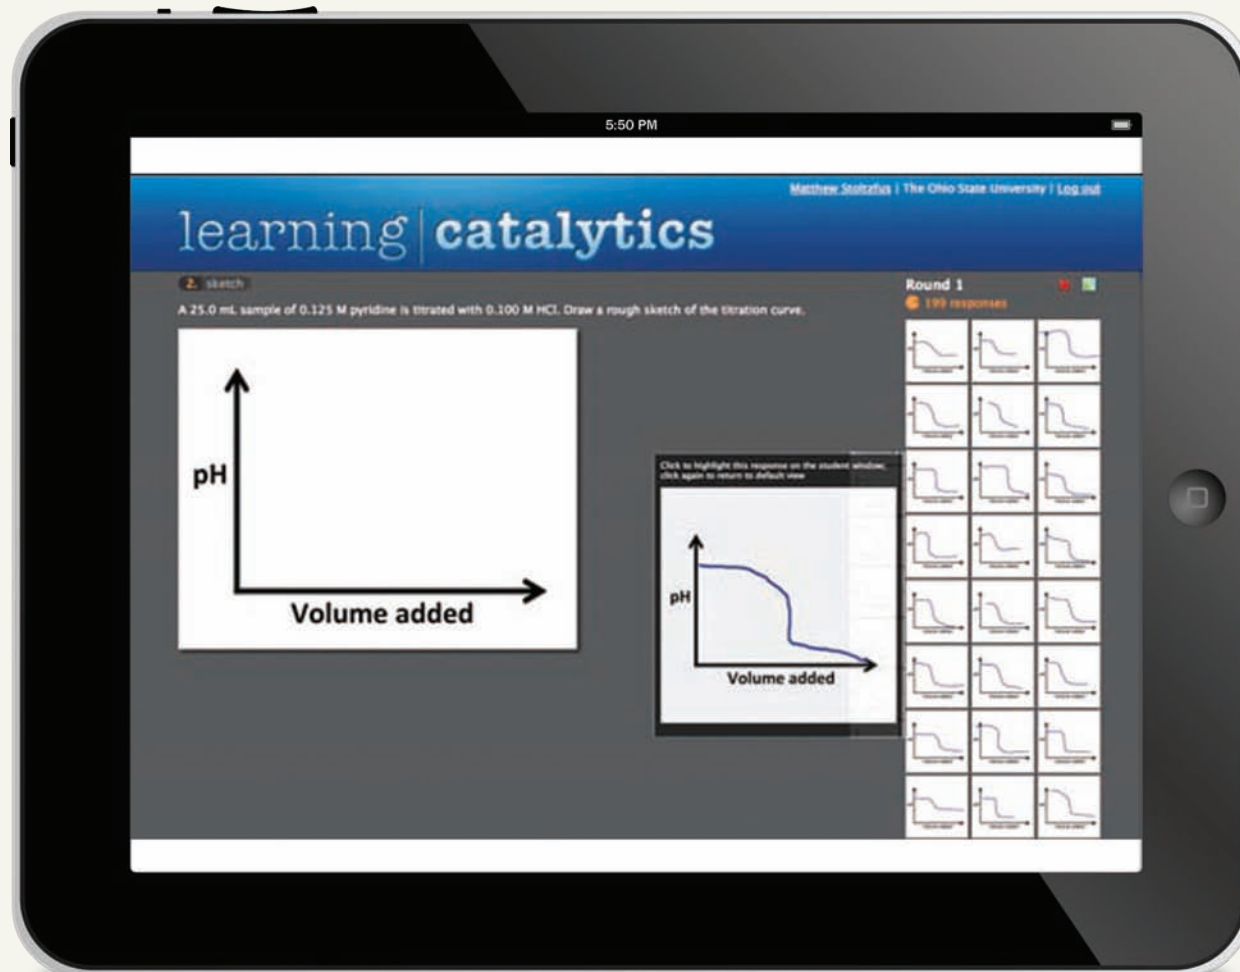 5:50 PM
Matthew Stoltzfus | The Ohio State University | Log out
learning | catalytics
2. sketch
Round 1
199 responses
A 25.0 mL sample of 0.125 M pyridine is titrated with 0.100 M HCl. Draw a rough sketch of the titration curve.
pH
Volume added
Click to highlight this response on the student window;
click again to return to default view
pH
Volume added